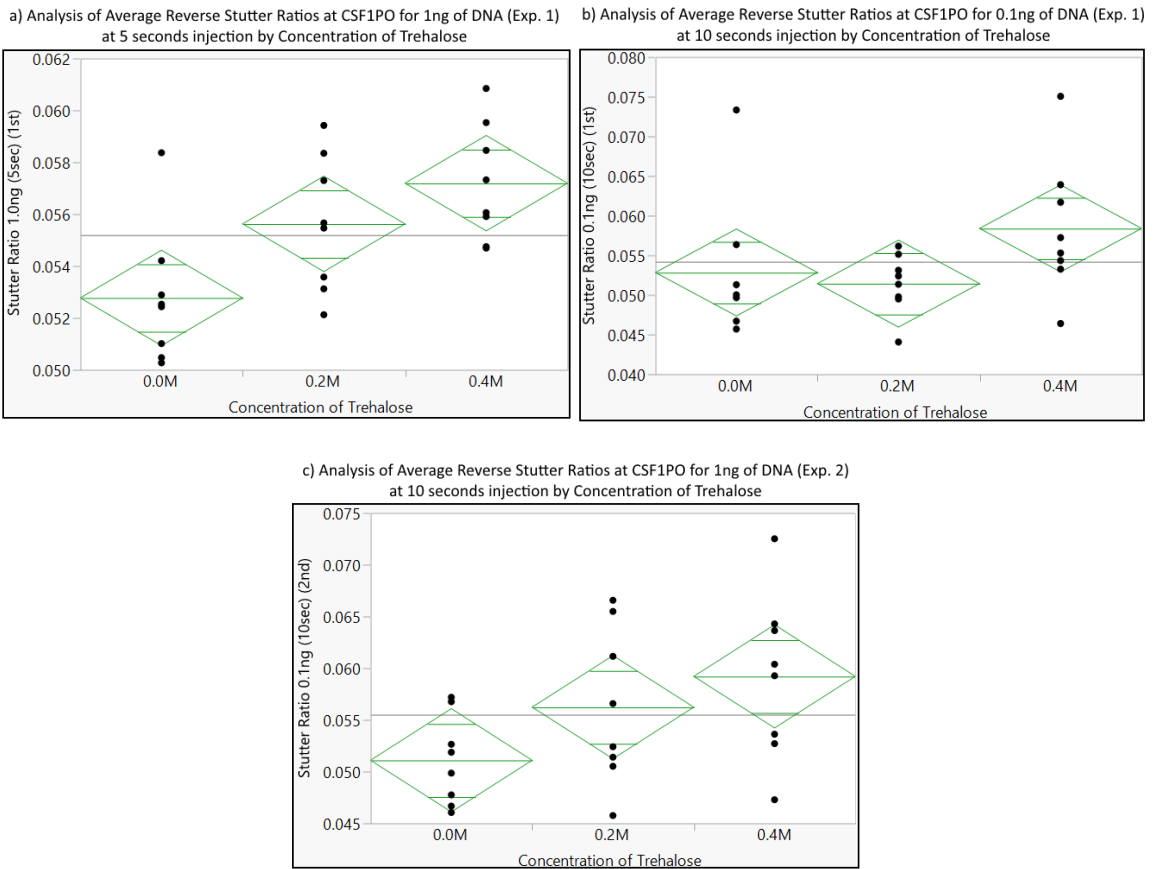 a) Analysis of Average Reverse Stutter Ratios at CSF1PO for 1ng of DNA (Exp. 1)
at 5 seconds injection by Concentration of Trehalose
Stutter Ratio 1.0ng (5sec) (1st)
0.062
0.060
0.058
0.056
0.054
0.052
0.050
0.0M
0.2M
0.4M
Concentration of Trehalose
b) Analysis of Average Reverse Stutter Ratios at CSF1PO for 0.1ng of DNA (Exp. 1)
at 10 seconds injection by Concentration of Trehalose
Stutter Ratio 0.1ng (10sec) (1st)
0.080
0.075
0.070
0.065
0.060
0.055
0.050
0.045
0.040
0.0M
0.2M
0.4M
Concentration of Trehalose
c) Analysis of Average Reverse Stutter Ratios at CSF1PO for 1ng of DNA (Exp. 2)
at 10 seconds injection by Concentration of Trehalose
Stutter Ratio 0.1ng (10sec) (2nd)
0.075
0.070
0.065
0.060
0.055
0.050
0.045
0.0M
0.2M
0.4M
Concentration of Trehalose